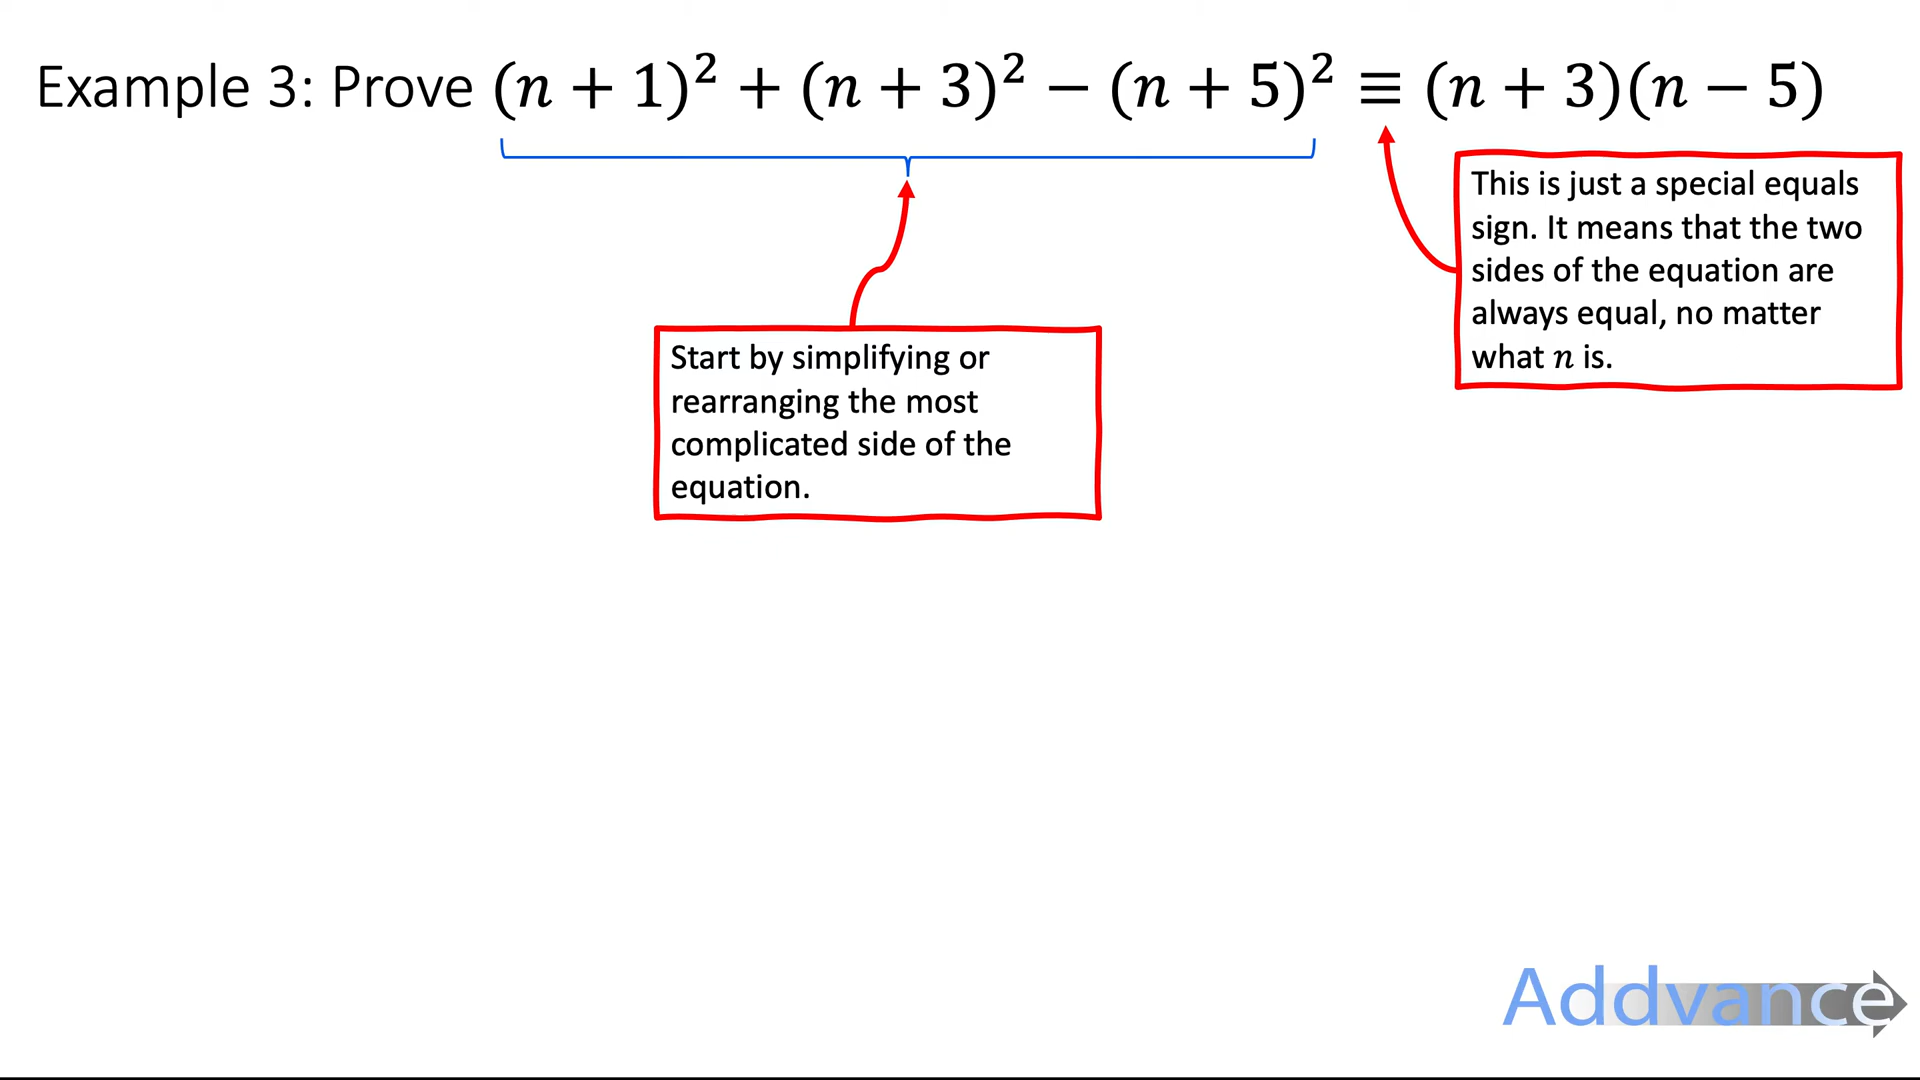 Example 3: Prove (𝑛 + 1)² + (𝑛 + 3)² − (𝑛 + 5)² ≡ (𝑛 + 3)(𝑛 − 5)
This is just a special equals
sign. It means that the two
sides of the equation are
always equal, no matter
what 𝑛 is.
Start by simplifying or
rearranging the most
complicated side of the
equation.
Addvance